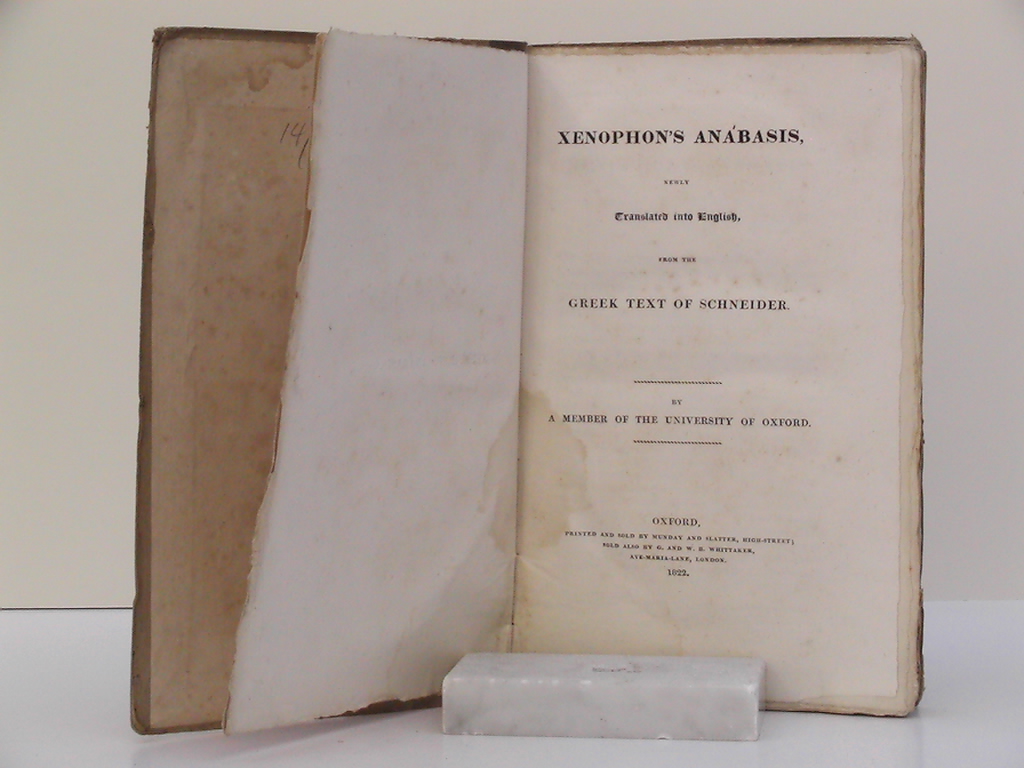 14/
XENOPHON'S ANÁBASIS,
NEWLY
Translated into English,
FROM THE
GREEK TEXT OF SCHNEIDER.
BY
A MEMBER OF THE UNIVERSITY OF OXFORD.
OXFORD,
PRINTED AND SOLD BY MUNDAY AND SLATTER, HIGH-STREET;
SOLD ALSO BY G. AND W. B. WHITTAKER,
AVE-MARIA-LANE, LONDON.
1822.